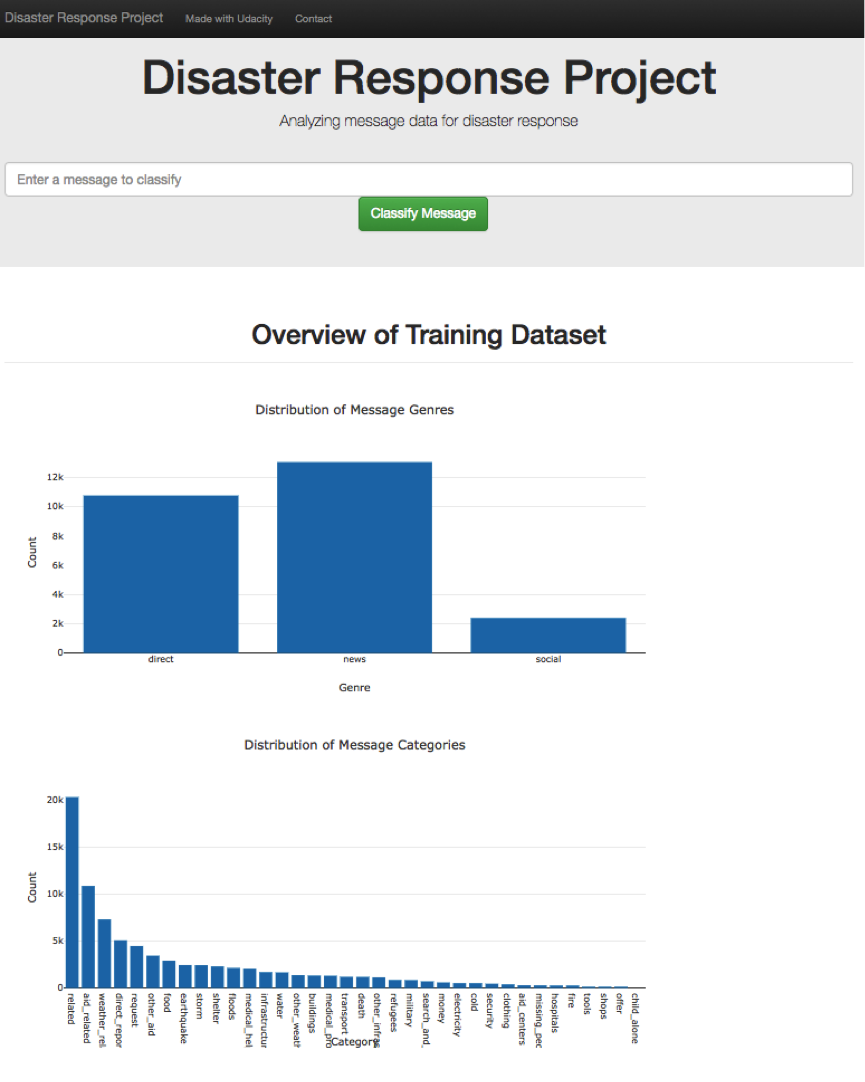 Disaster Response Project Made with Udacity Contact
Disaster Response Project
Analyzing message data for disaster response
Enter a message to classify
Classify Message
Overview of Training Dataset
Distribution of Message Genres
Count
12k
10k
8k
6k
4k
2k
0
direct news social
Genre
Distribution of Message Categories
Count
20k
15k
10k
5k
0
related
aid_related
weather_rel
direct_repor
request
other_aid
food
earthquake
storm
shelter
floods
medical_hel
infrastructur
water
other_weath
buildings
medical_pro
transport
death
other_infras
refugees
military
search_and_
money
electricity
cold
security
clothing
aid_centers
missing_peo
hospitals
fire
tools
shops
offer
child_alone
Category